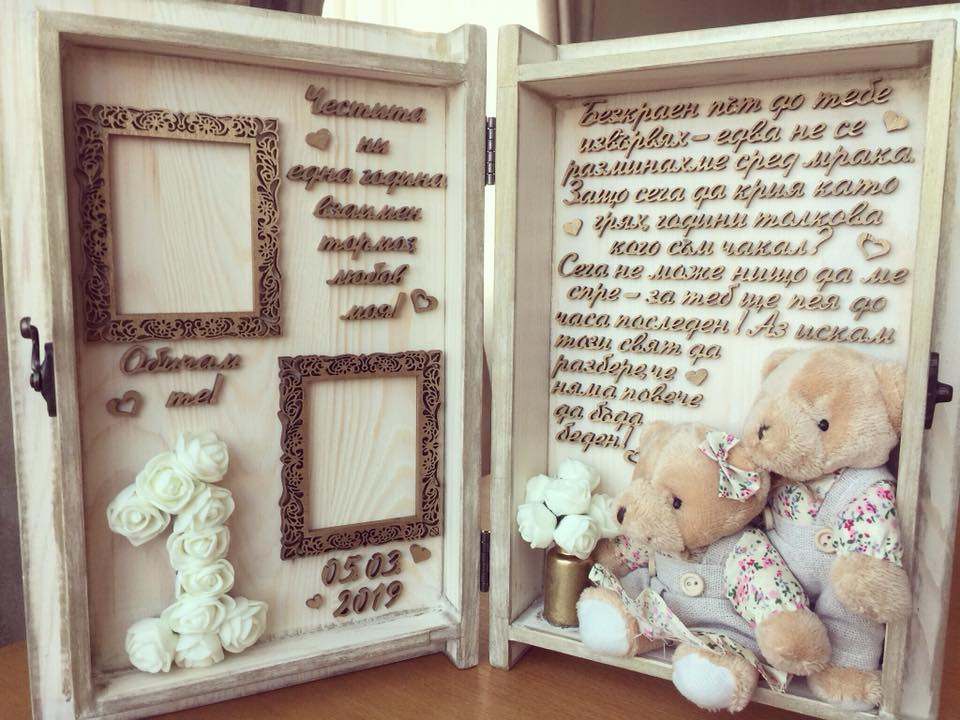 Честита
ни
една година
взаимен
тормоз,
любов
моя!
Обичам
те!
05.03
2019
Безкраен път до тебе
извървях – едва не се
разминахме сред мрака.
Защо сега да крия като
грях, години толкова
кого съм чакал?
Сега не може нищо да ме
спре – за теб ще пея до
часа последен! Аз искам
този свят да
разбере, че
няма повече
да бъда
беден!